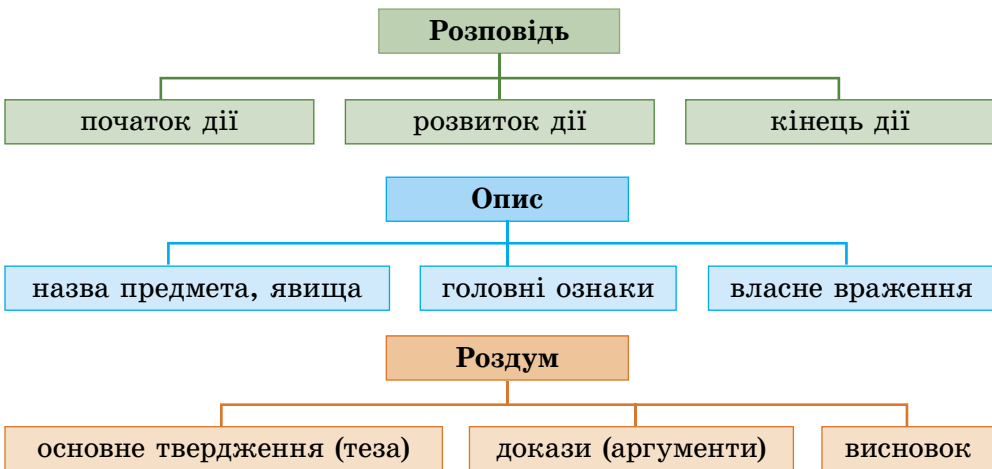 Розповідь
початок дії розвиток дії кінець дії
Опис
назва предмета, явища головні ознаки власне враження
Роздум
основне твердження (теза) докази (аргументи) висновок